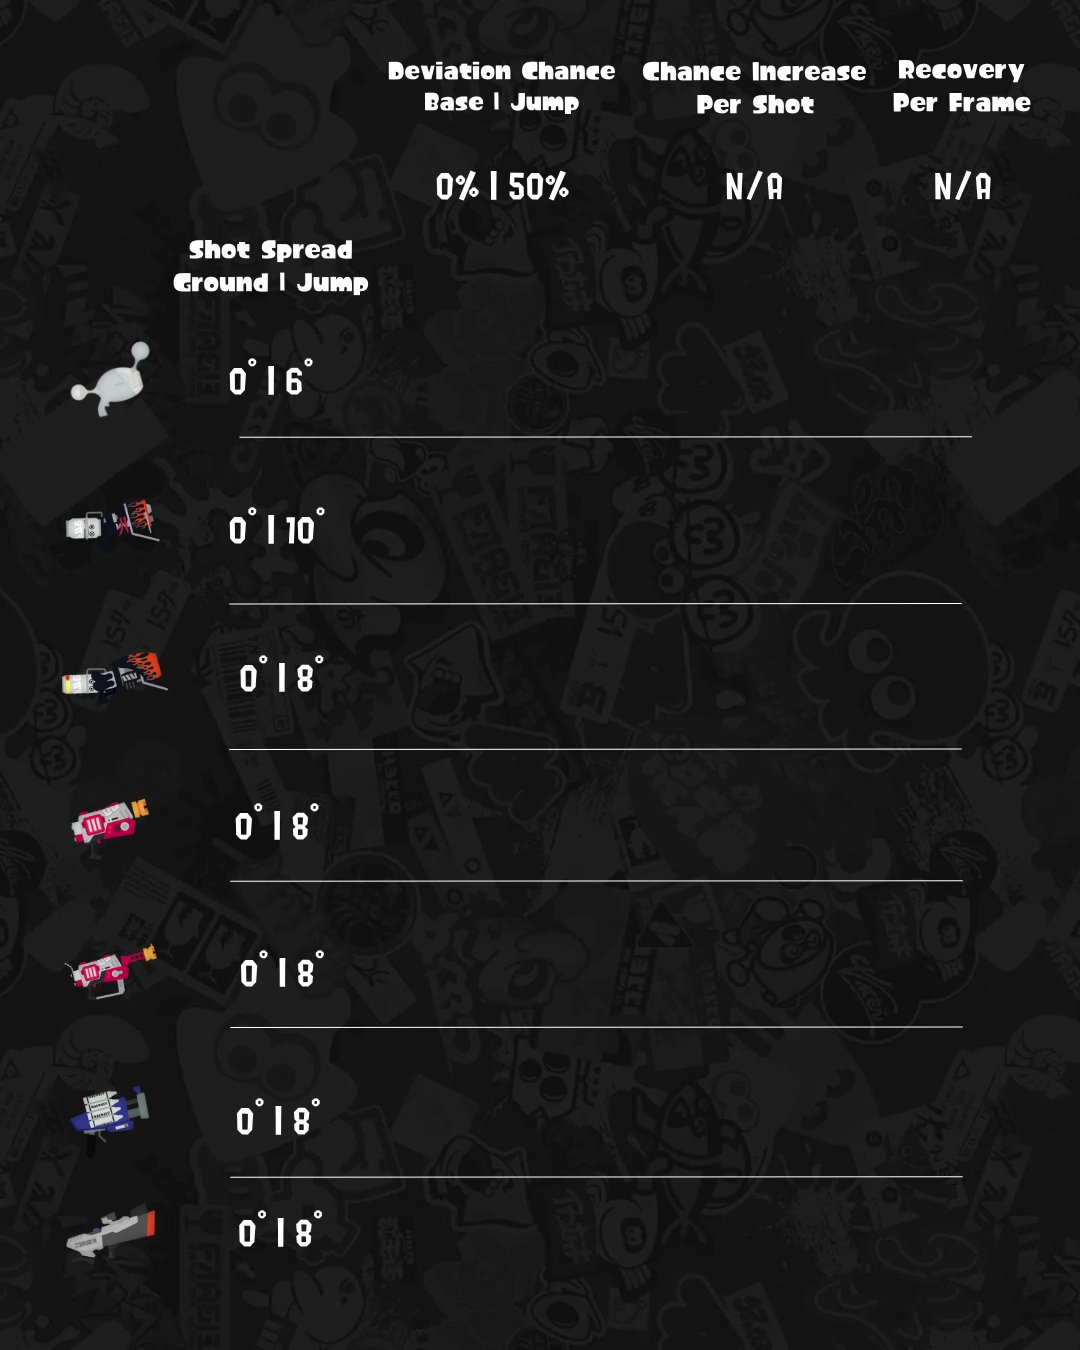 Deviation Chance
Base | Jump
Chance Increase
Per Shot
Recovery
Per Frame
0% | 50%
N/A
N/A
Shot Spread
Ground | Jump
0° | 6°
0° | 10°
0° | 8°
0° | 8°
0° | 8°
0° | 8°
0° | 8°